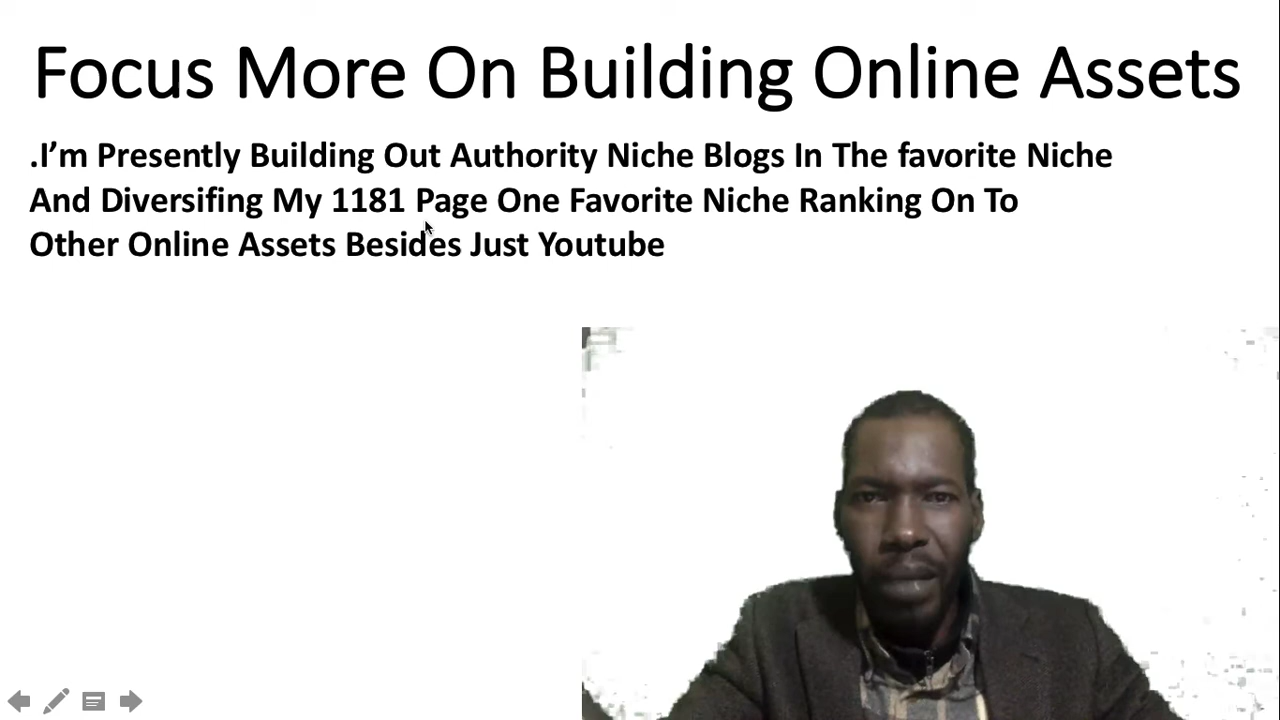 Focus More On Building Online Assets
.I’m Presently Building Out Authority Niche Blogs In The favorite Niche
And Diversifing My 1181 Page One Favorite Niche Ranking On To
Other Online Assets Besides Just Youtube